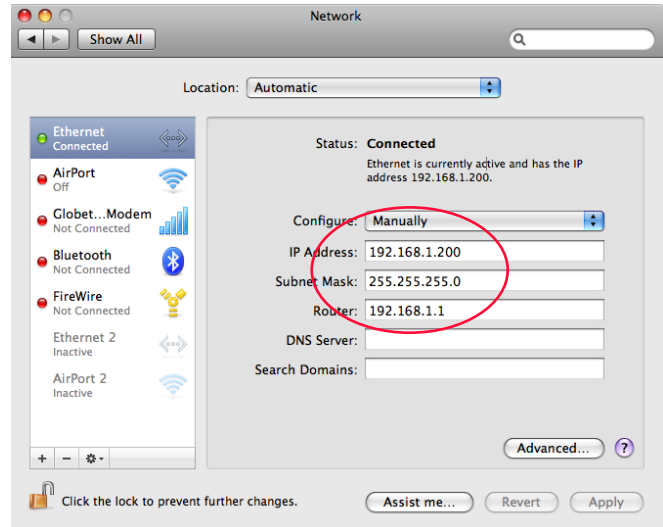 Network
Show All
Location: Automatic
Ethernet
Connected
AirPort
Off
Globet...Modem
Not Connected
Bluetooth
Not Connected
FireWire
Not Connected
Ethernet 2
Inactive
AirPort 2
Inactive
+ −
Status: Connected
Ethernet is currently active and has the IP
address 192.168.1.200.
Configure: Manually
IP Address: 192.168.1.200
Subnet Mask: 255.255.255.0
Router: 192.168.1.1
DNS Server:
Search Domains:
Advanced... ?
Click the lock to prevent further changes.
Assist me... Revert Apply